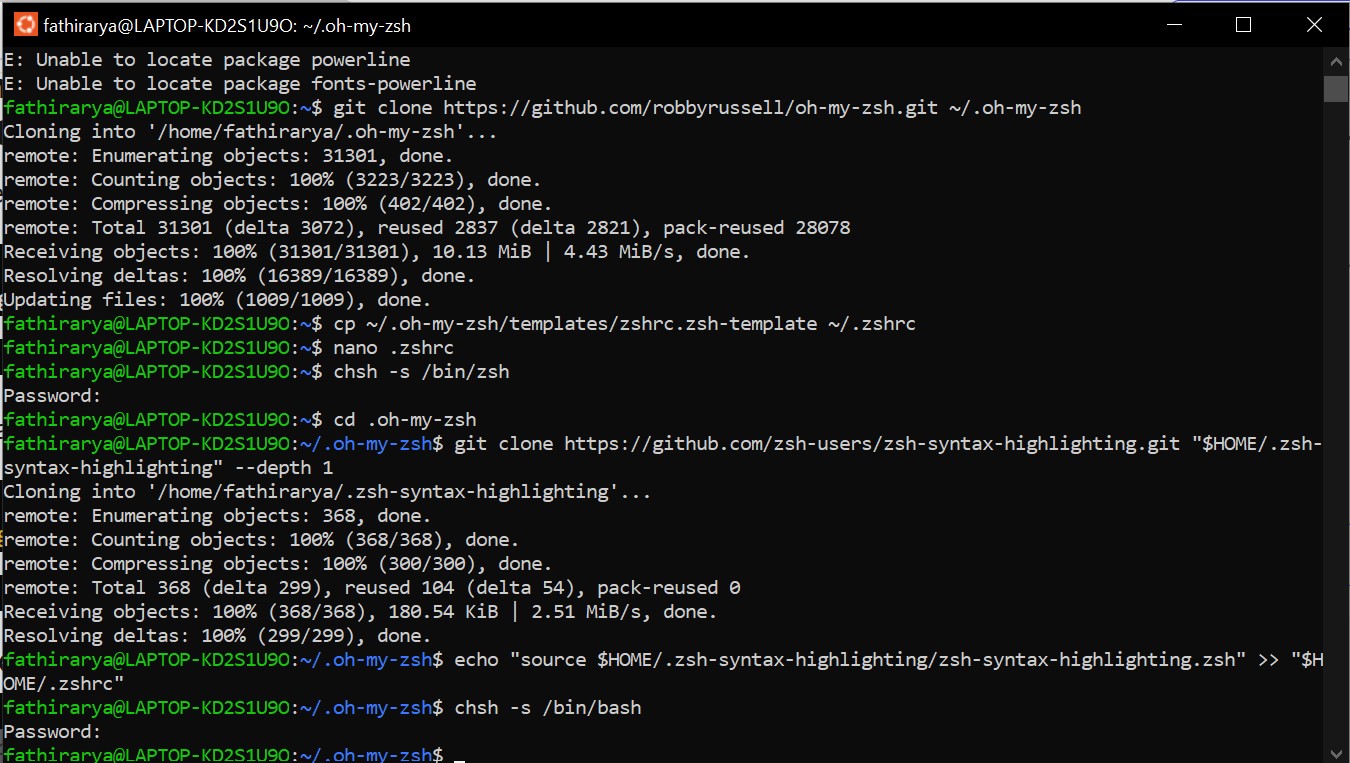 fathirarya@LAPTOP-KD2S1U9O: ~/.oh-my-zsh
E: Unable to locate package powerline
E: Unable to locate package fonts-powerline
fathirarya@LAPTOP-KD2S1U9O:~$ git clone https://github.com/robbyrussell/oh-my-zsh.git ~/.oh-my-zsh
Cloning into '/home/fathirarya/.oh-my-zsh'...
remote: Enumerating objects: 31301, done.
remote: Counting objects: 100% (3223/3223), done.
remote: Compressing objects: 100% (402/402), done.
remote: Total 31301 (delta 3072), reused 2837 (delta 2821), pack-reused 28078
Receiving objects: 100% (31301/31301), 10.13 MiB | 4.43 MiB/s, done.
Resolving deltas: 100% (16389/16389), done.
Updating files: 100% (1009/1009), done.
fathirarya@LAPTOP-KD2S1U9O:~$ cp ~/.oh-my-zsh/templates/zshrc.zsh-template ~/.zshrc
fathirarya@LAPTOP-KD2S1U9O:~$ nano .zshrc
fathirarya@LAPTOP-KD2S1U9O:~$ chsh -s /bin/zsh
Password:
fathirarya@LAPTOP-KD2S1U9O:~$ cd .oh-my-zsh
fathirarya@LAPTOP-KD2S1U9O:~/.oh-my-zsh$ git clone https://github.com/zsh-users/zsh-syntax-highlighting.git "$HOME/.zsh-
syntax-highlighting" --depth 1
Cloning into '/home/fathirarya/.zsh-syntax-highlighting'...
remote: Enumerating objects: 368, done.
remote: Counting objects: 100% (368/368), done.
remote: Compressing objects: 100% (300/300), done.
remote: Total 368 (delta 299), reused 104 (delta 54), pack-reused 0
Receiving objects: 100% (368/368), 180.54 KiB | 2.51 MiB/s, done.
Resolving deltas: 100% (299/299), done.
fathirarya@LAPTOP-KD2S1U9O:~/.oh-my-zsh$ echo "source $HOME/.zsh-syntax-highlighting/zsh-syntax-highlighting.zsh" >> "$H
OME/.zshrc"
fathirarya@LAPTOP-KD2S1U9O:~/.oh-my-zsh$ chsh -s /bin/bash
Password:
fathirarya@LAPTOP-KD2S1U9O:~/.oh-my-zsh$